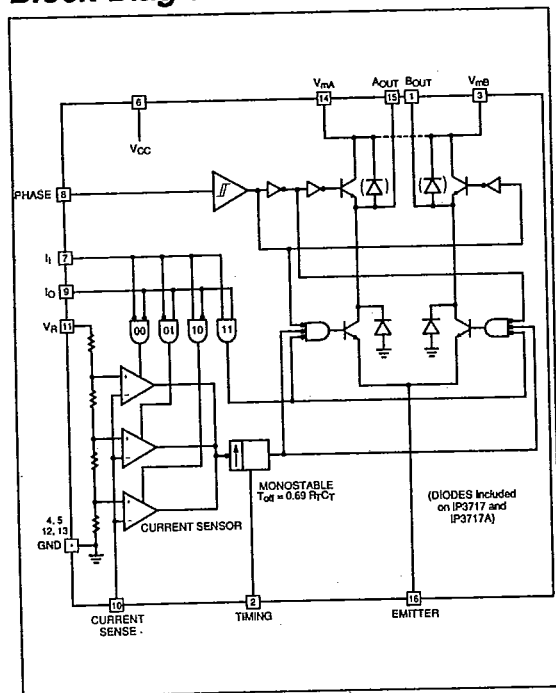 6
VCC
VmA
14
AOUT
15
BOUT
1
VmB
3
PHASE
8
I1
7
IO
9
VR
11
00
01
10
11
+
−
+
−
+
−
CURRENT SENSOR
MONOSTABLE
Toff = 0.69 RTCT
(DIODES Included
on IP3717 and
IP3717A)
4, 5
12, 13
GND
10
CURRENT
SENSE
2
TIMING
16
EMITTER